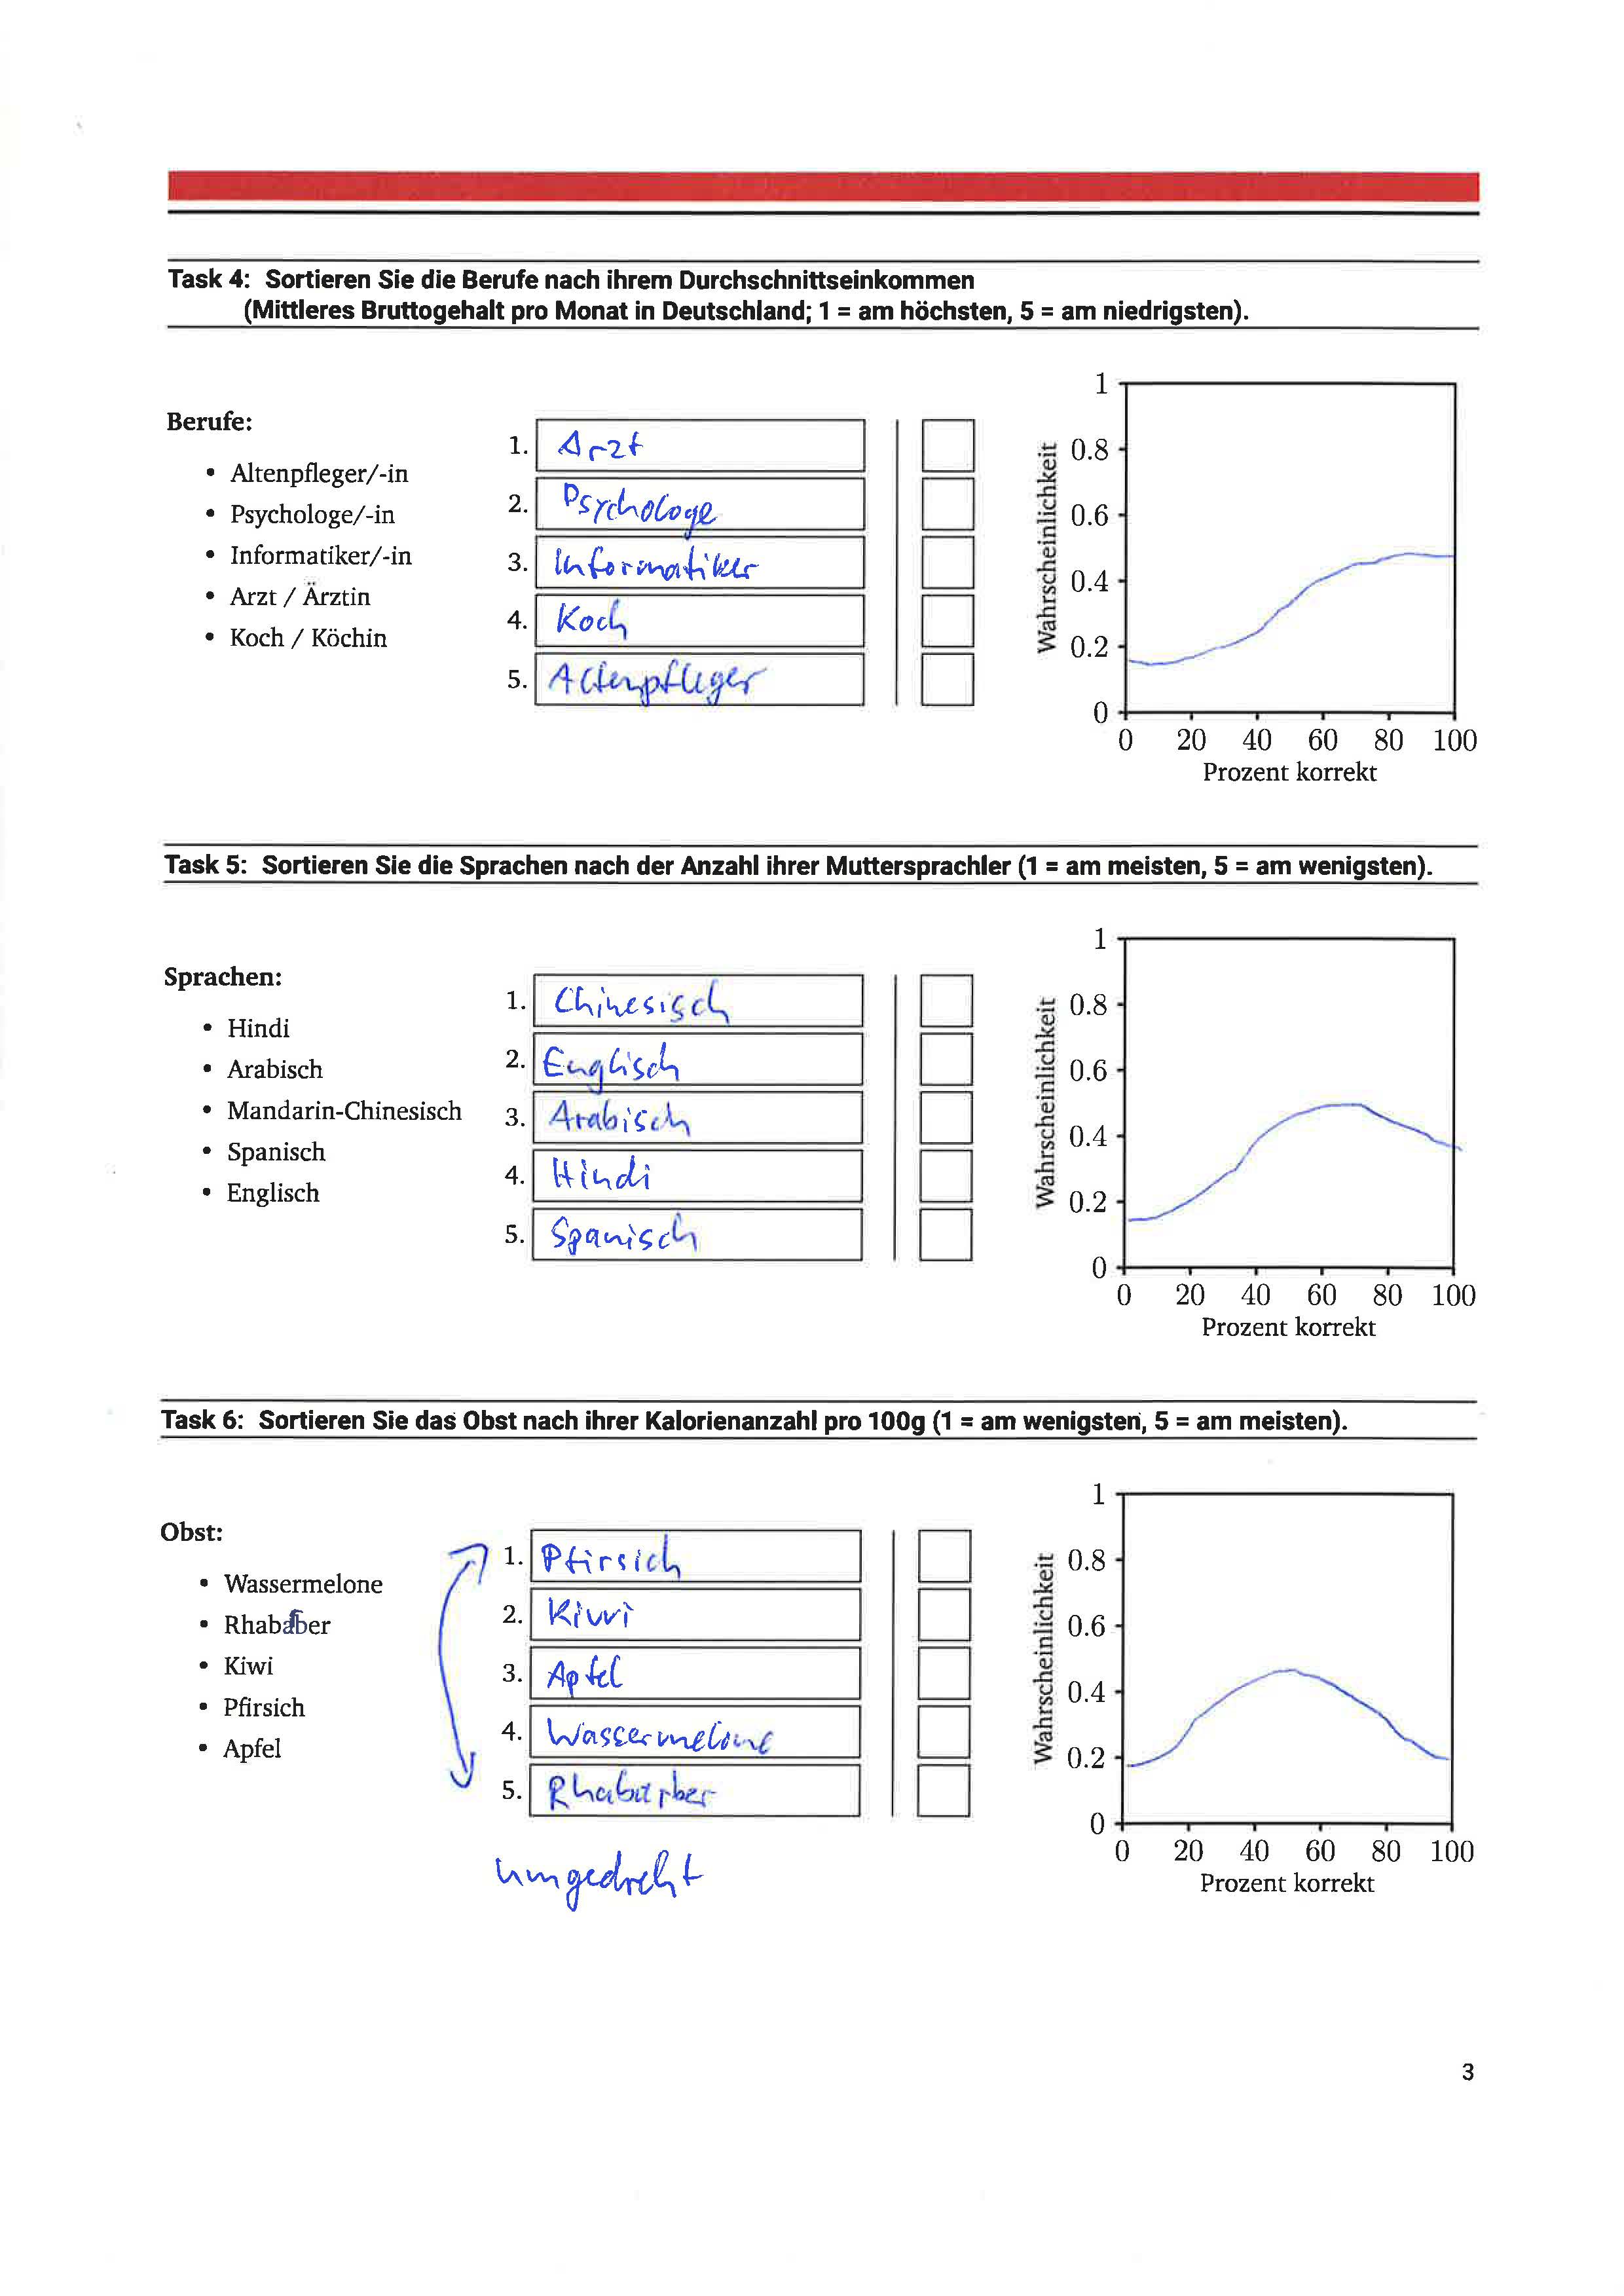 Task 4: Sortieren Sie die Berufe nach ihrem Durchschnittseinkommen
(Mittleres Bruttogehalt pro Monat in Deutschland; 1 = am höchsten, 5 = am niedrigsten).
Berufe:
• Altenpfleger/-in
• Psychologe/-in
• Informatiker/-in
• Arzt / Ärztin
• Koch / Köchin
1. Arzt
2. Psychologe
3. Informatiker
4. Koch
5. Altenpfleger
Wahrscheinlichkeit
1
0.8
0.6
0.4
0.2
0
0 20 40 60 80 100
Prozent korrekt
Task 5: Sortieren Sie die Sprachen nach der Anzahl ihrer Muttersprachler (1 = am meisten, 5 = am wenigsten).
Sprachen:
• Hindi
• Arabisch
• Mandarin-Chinesisch
• Spanisch
• Englisch
1. Chinesisch
2. Englisch
3. Arabisch
4. Hindi
5. Spanisch
Wahrscheinlichkeit
1
0.8
0.6
0.4
0.2
0
0 20 40 60 80 100
Prozent korrekt
Task 6: Sortieren Sie das Obst nach ihrer Kalorienanzahl pro 100g (1 = am wenigsten, 5 = am meisten).
Obst:
• Wassermelone
• Rhabarber
• Kiwi
• Pfirsich
• Apfel
1. Pfirsich
2. Kiwi
3. Apfel
4. Wassermelone
5. Rhabarber
umgedreht
Wahrscheinlichkeit
1
0.8
0.6
0.4
0.2
0
0 20 40 60 80 100
Prozent korrekt
3